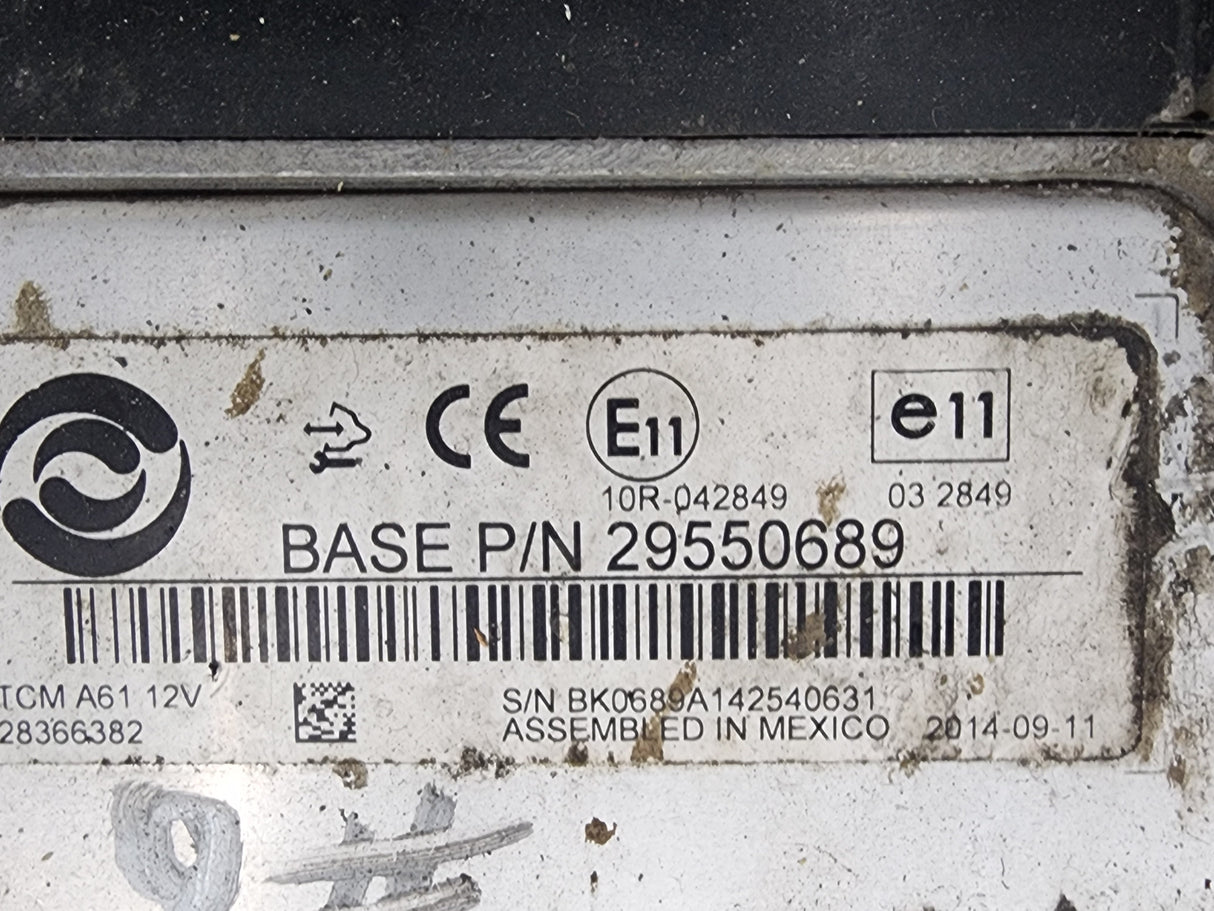 CE E11 e11
10R-042849 03 2849
BASE P/N 29550689
TCM A61 12V
28366382
S/N BK0689A142540631
ASSEMBLED IN MEXICO 2014-09-11